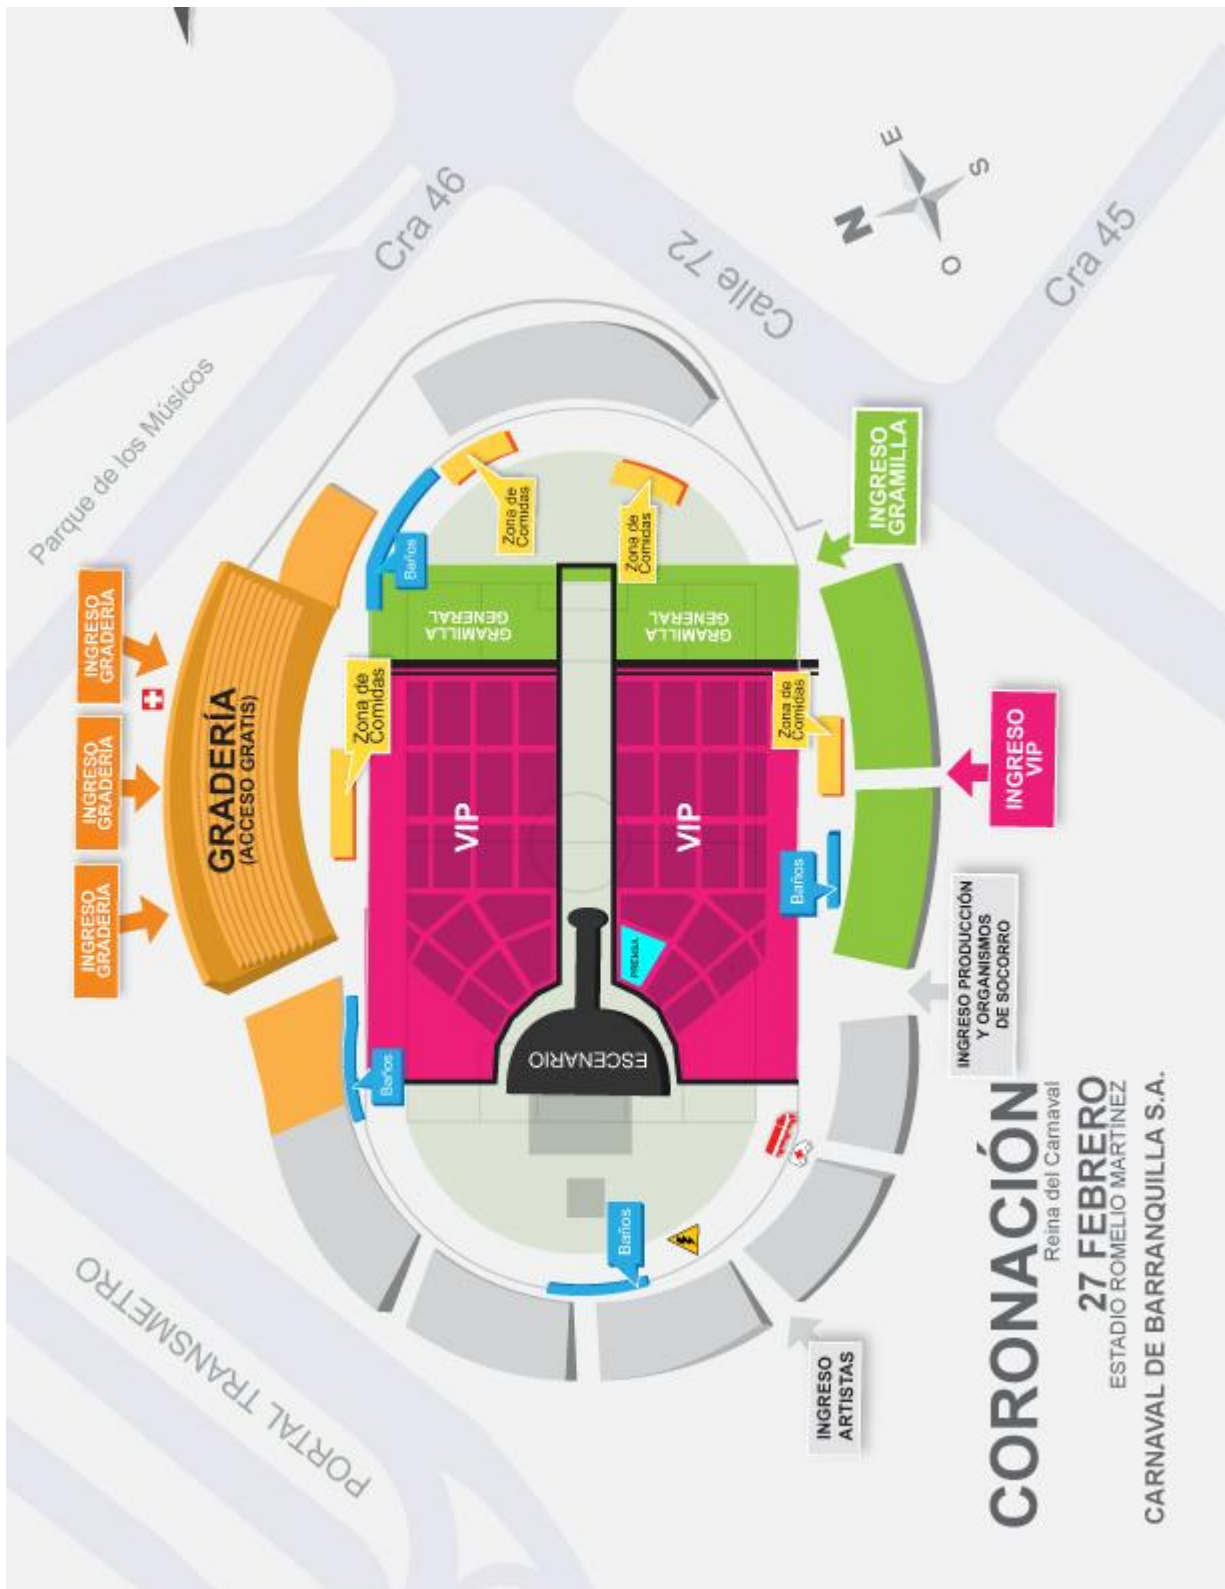 PORTAL TRANSMETRO
Parque de los Músicos
INGRESO
GRADERÍA
INGRESO
GRADERÍA
INGRESO
GRADERÍA
GRADERÍA
(ACCESO GRATIS)
Cra 46
Baños
Zona de
Comidas
Baños
VIP
GRAMILLA
GENERAL
Zona de
Comidas
ESCENARIO
Baños
PRENSA
VIP
GRAMILLA
GENERAL
Zona de
Comidas
Calle 72
Baños
Zona de
Comidas
INGRESO
ARTISTAS
INGRESO PRODUCCIÓN
Y ORGANISMOS
DE SOCORRO
INGRESO
VIP
INGRESO
GRAMILLA
N
E
O
S
Cra 45
CORONACIÓN
Reina del Carnaval
27 FEBRERO
ESTADIO ROMELIO MARTÍNEZ
CARNAVAL DE BARRANQUILLA S.A.